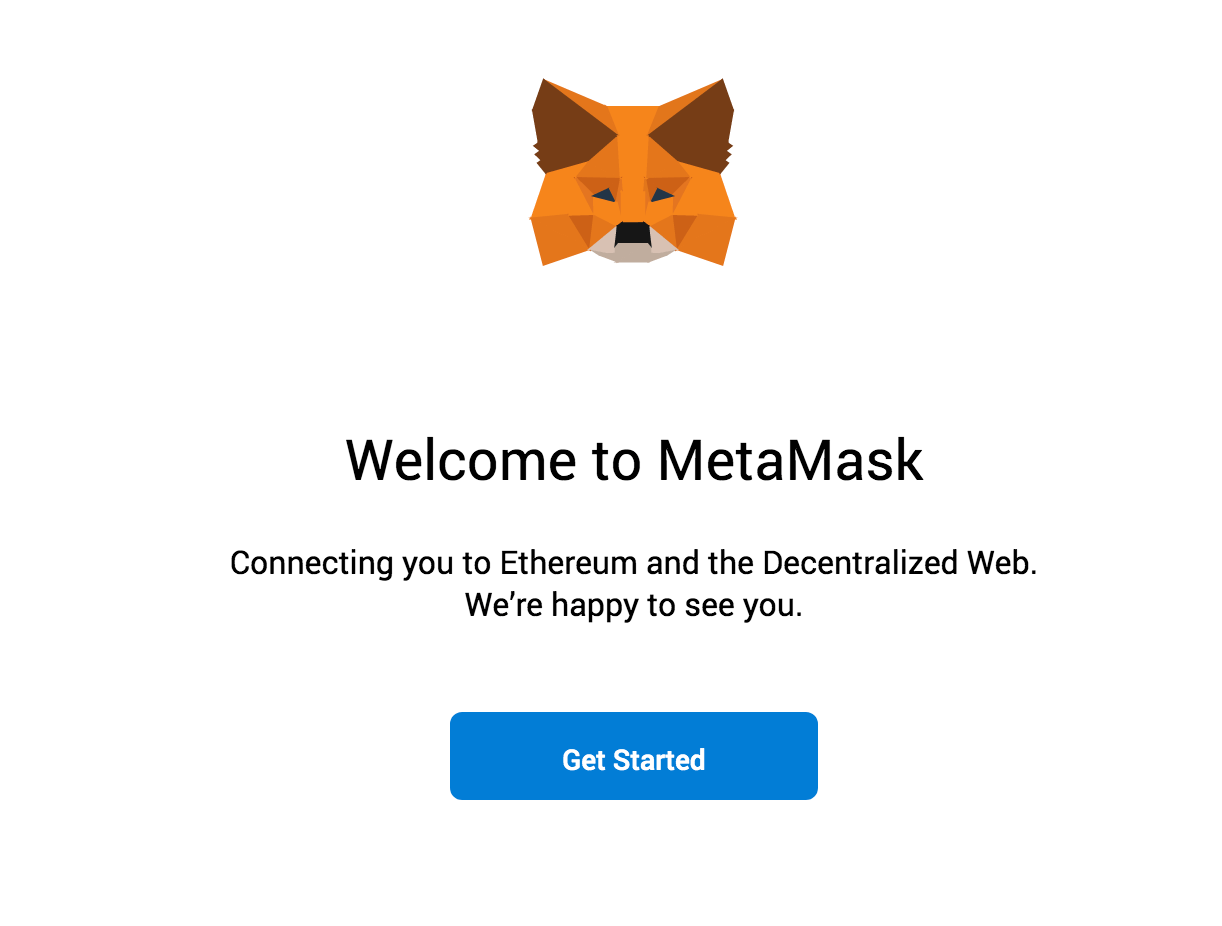 Welcome to MetaMask
Connecting you to Ethereum and the Decentralized Web.
We’re happy to see you.
Get Started